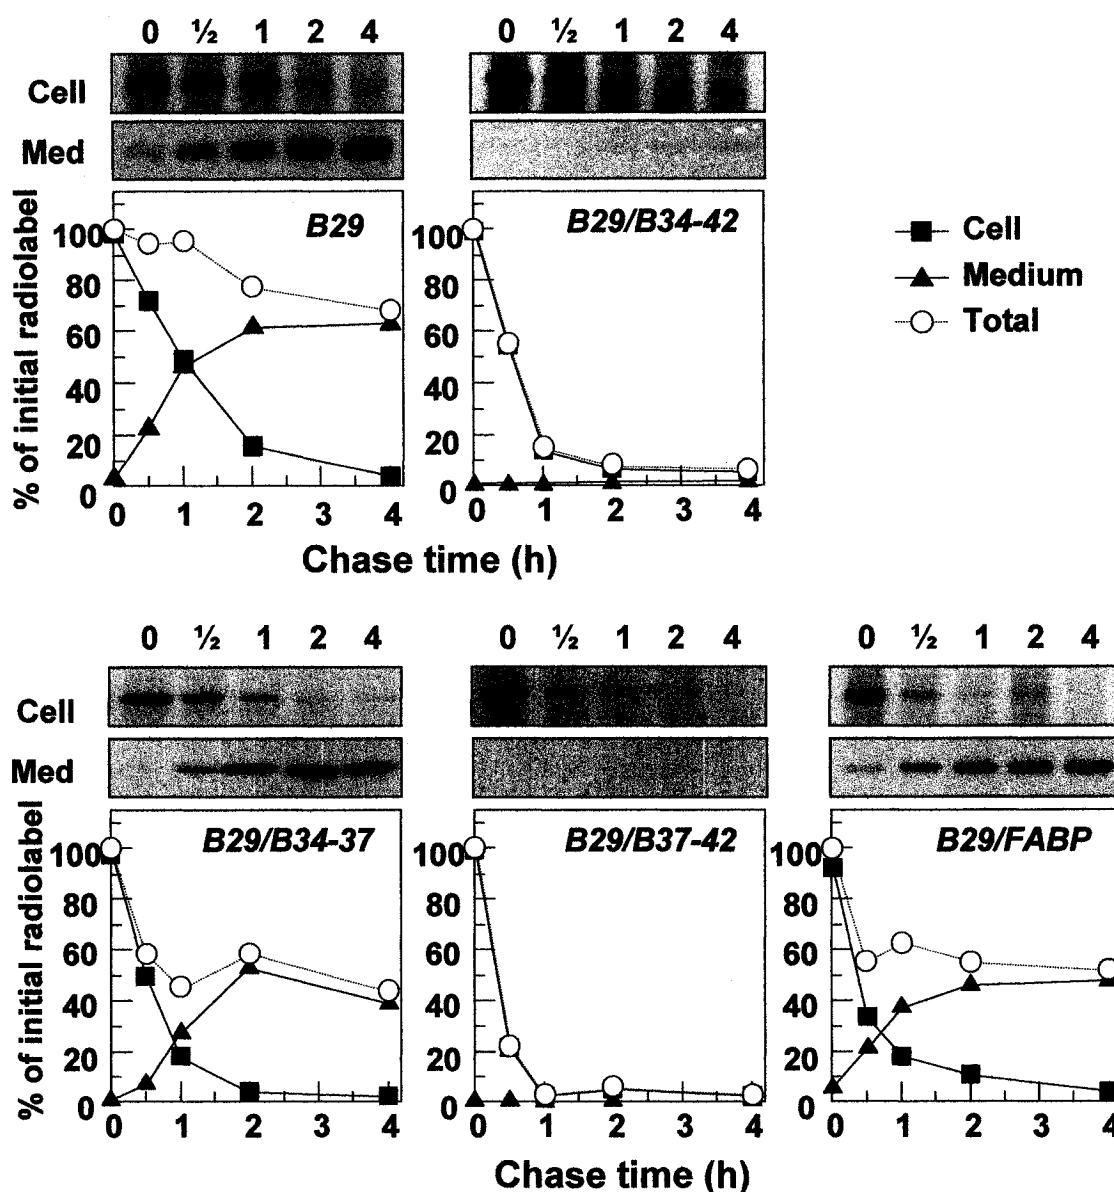 0 ½ 1 2 4
0 ½ 1 2 4
Cell
Med
% of initial radiolabel
100
80
60
40
20
0
B29
0 1 2 3 4
100
80
60
40
20
0
B29/B34-42
0 1 2 3 4
Chase time (h)
Cell
Medium
Total
0 ½ 1 2 4
0 ½ 1 2 4
0 ½ 1 2 4
Cell
Med
% of initial radiolabel
100
80
60
40
20
0
B29/B34-37
0 1 2 3 4
100
80
60
40
20
0
B29/B37-42
0 1 2 3 4
100
80
60
40
20
0
B29/FABP
0 1 2 3 4
Chase time (h)